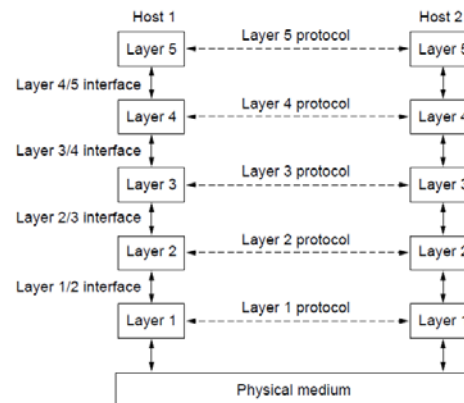 Host 1 Host 2
Layer 5 Layer 5 protocol Layer 5
Layer 4/5 interface
Layer 4 Layer 4 protocol Layer 4
Layer 3/4 interface
Layer 3 Layer 3 protocol Layer 3
Layer 2/3 interface
Layer 2 Layer 2 protocol Layer 2
Layer 1/2 interface
Layer 1 Layer 1 protocol Layer 1
Physical medium